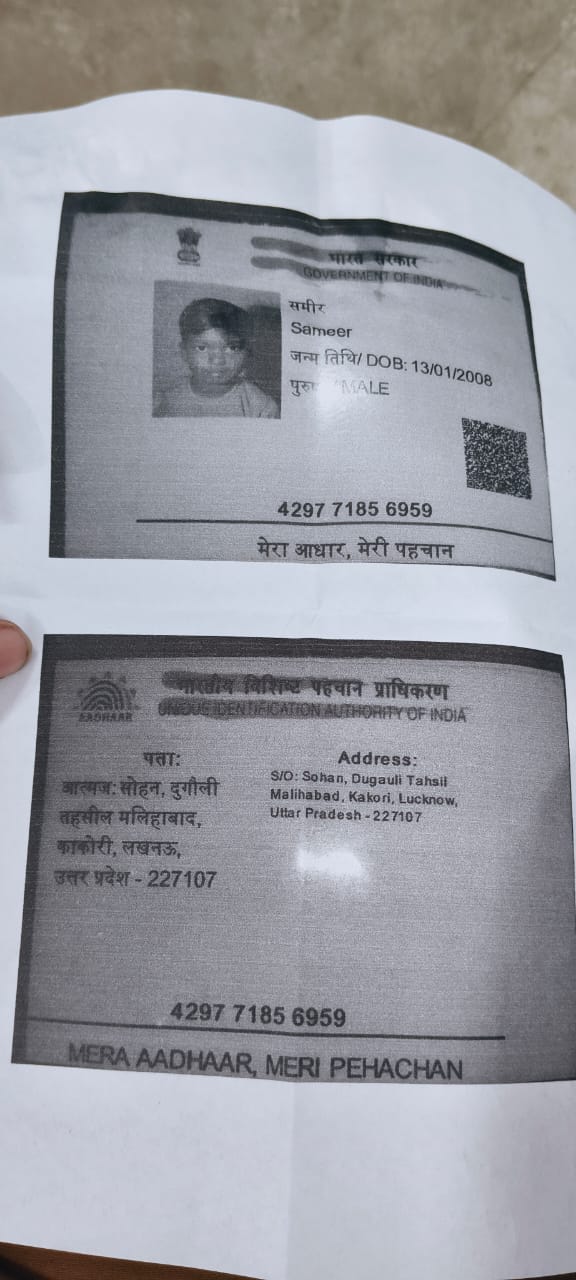 भारत सरकार
GOVERNMENT OF INDIA
समीर
Sameer
जन्म तिथि/ DOB: 13/01/2008
MALE
4297 7185 6959
मेरा आधार, मेरी पहचान
भारतीय विशिष्ट पहचान प्राधिकरण
AADHAAR
UNIQUE IDENTIFICATION AUTHORITY OF INDIA
पता:
आत्मज: सोहन, दुगौली
तहसील मलिहाबाद,
काकोरी, लखनऊ,
उत्तर प्रदेश - 227107
Address:
S/O: Sohan, Dugauli Tahsil
Malihabad, Kakori, Lucknow,
Uttar Pradesh - 227107
4297 7185 6959
MERA AADHAAR, MERI PEHACHAN